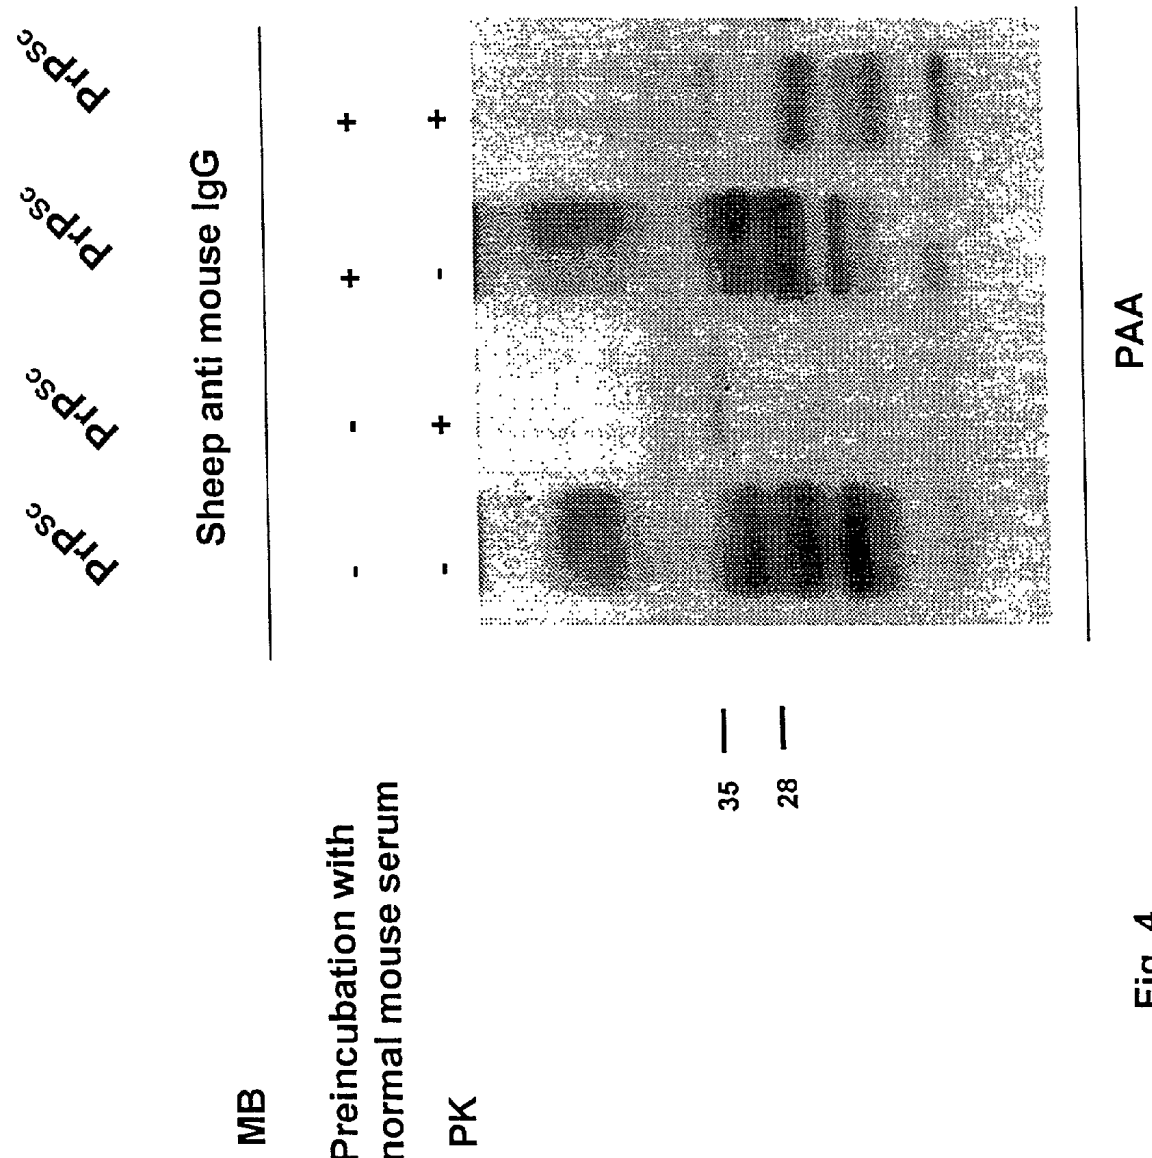 PrPSc PrPSc PrPSc PrPSc
Sheep anti mouse IgG
MB
Preincubation with - - + +
normal mouse serum
PK - + - +
35
28
PAA
Fig. 4